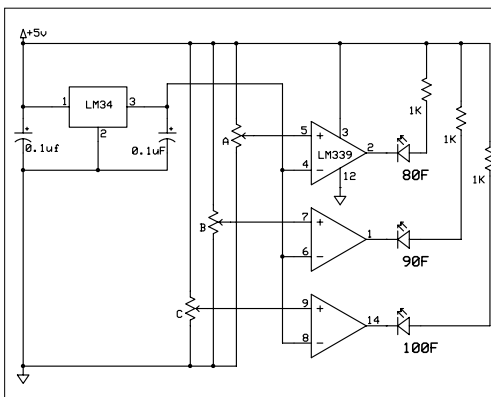 +5v
1 LM34 3
2
0.1uf
0.1uF
A
B
C
5 + 3
4 - LM339 2
12
80F
1K
7 +
6 - 1
90F
1K
9 +
8 - 14
100F
1K